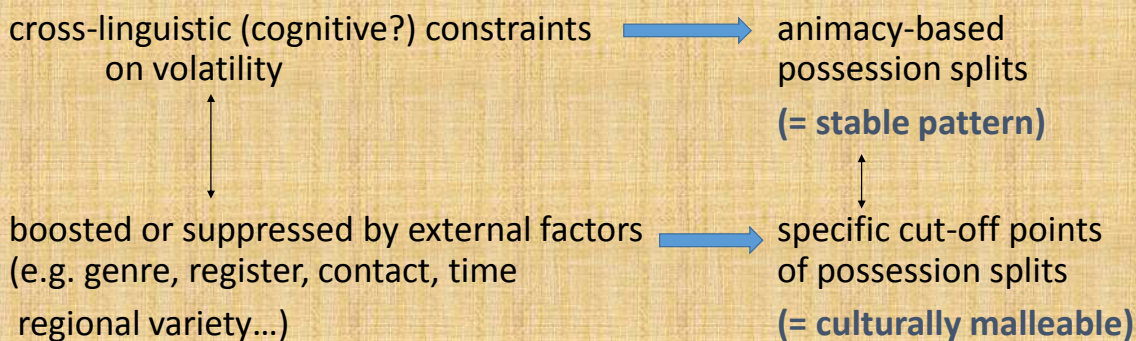 cross-linguistic (cognitive?) constraints
on volatility
animacy-based
possession splits
(= stable pattern)
boosted or suppressed by external factors
(e.g. genre, register, contact, time
regional variety…)
specific cut-off points
of possession splits
(= culturally malleable)